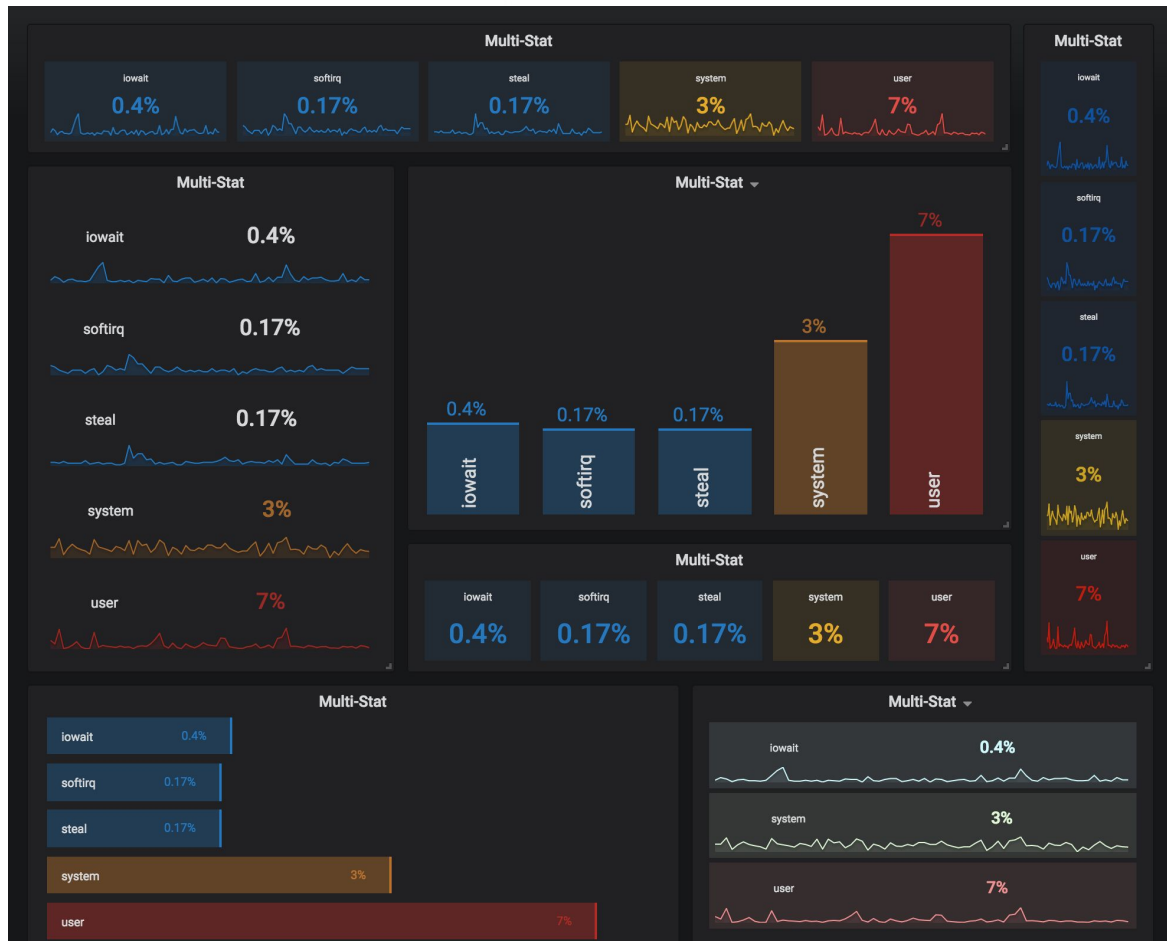 Multi-Stat
iowait softirq steal system user
0.4% 0.17% 0.17% 3% 7%
Multi-Stat
iowait
0.4%
softirq
0.17%
steal
0.17%
system
3%
user
7%
Multi-Stat
iowait 0.4%
softirq 0.17%
steal 0.17%
system 3%
user 7%
Multi-Stat
7%
3%
0.4% 0.17% 0.17%
iowait softirq steal system user
Multi-Stat
iowait softirq steal system user
0.4% 0.17% 0.17% 3% 7%
Multi-Stat
iowait 0.4%
softirq 0.17%
steal 0.17%
system 3%
user 7%
Multi-Stat
iowait 0.4%
system 3%
user 7%